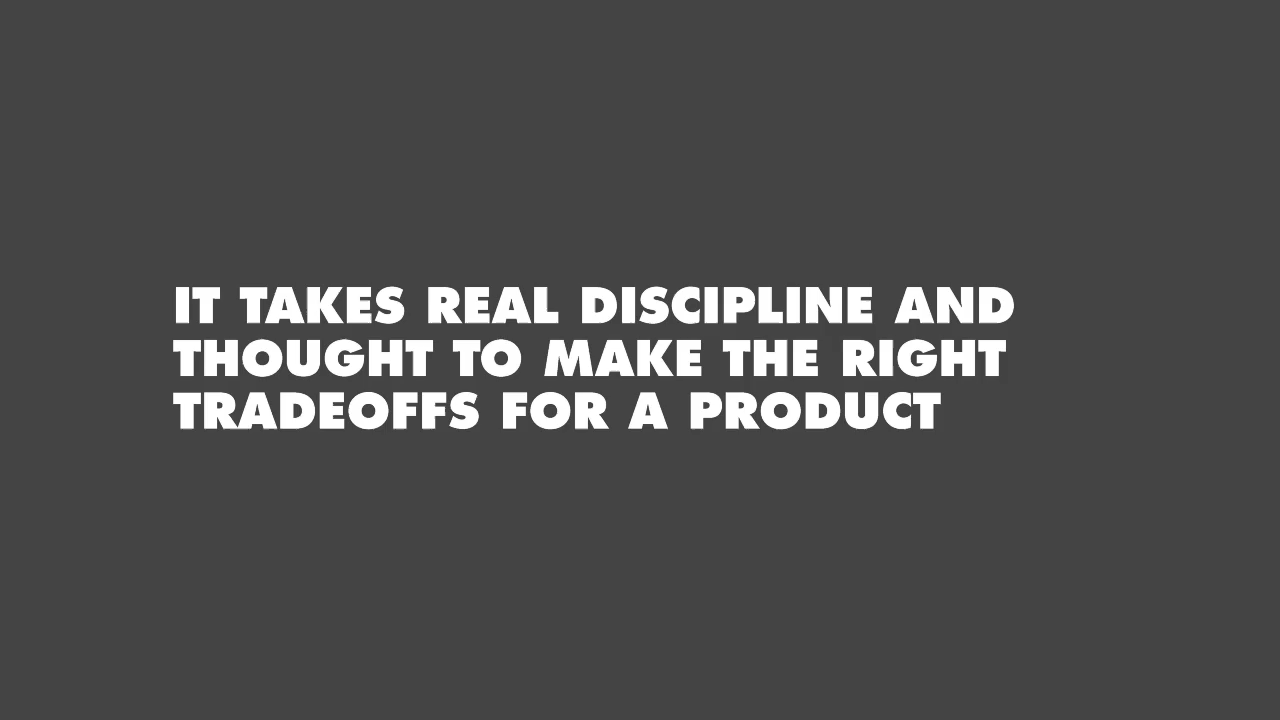 IT TAKES REAL DISCIPLINE AND
THOUGHT TO MAKE THE RIGHT
TRADEOFFS FOR A PRODUCT